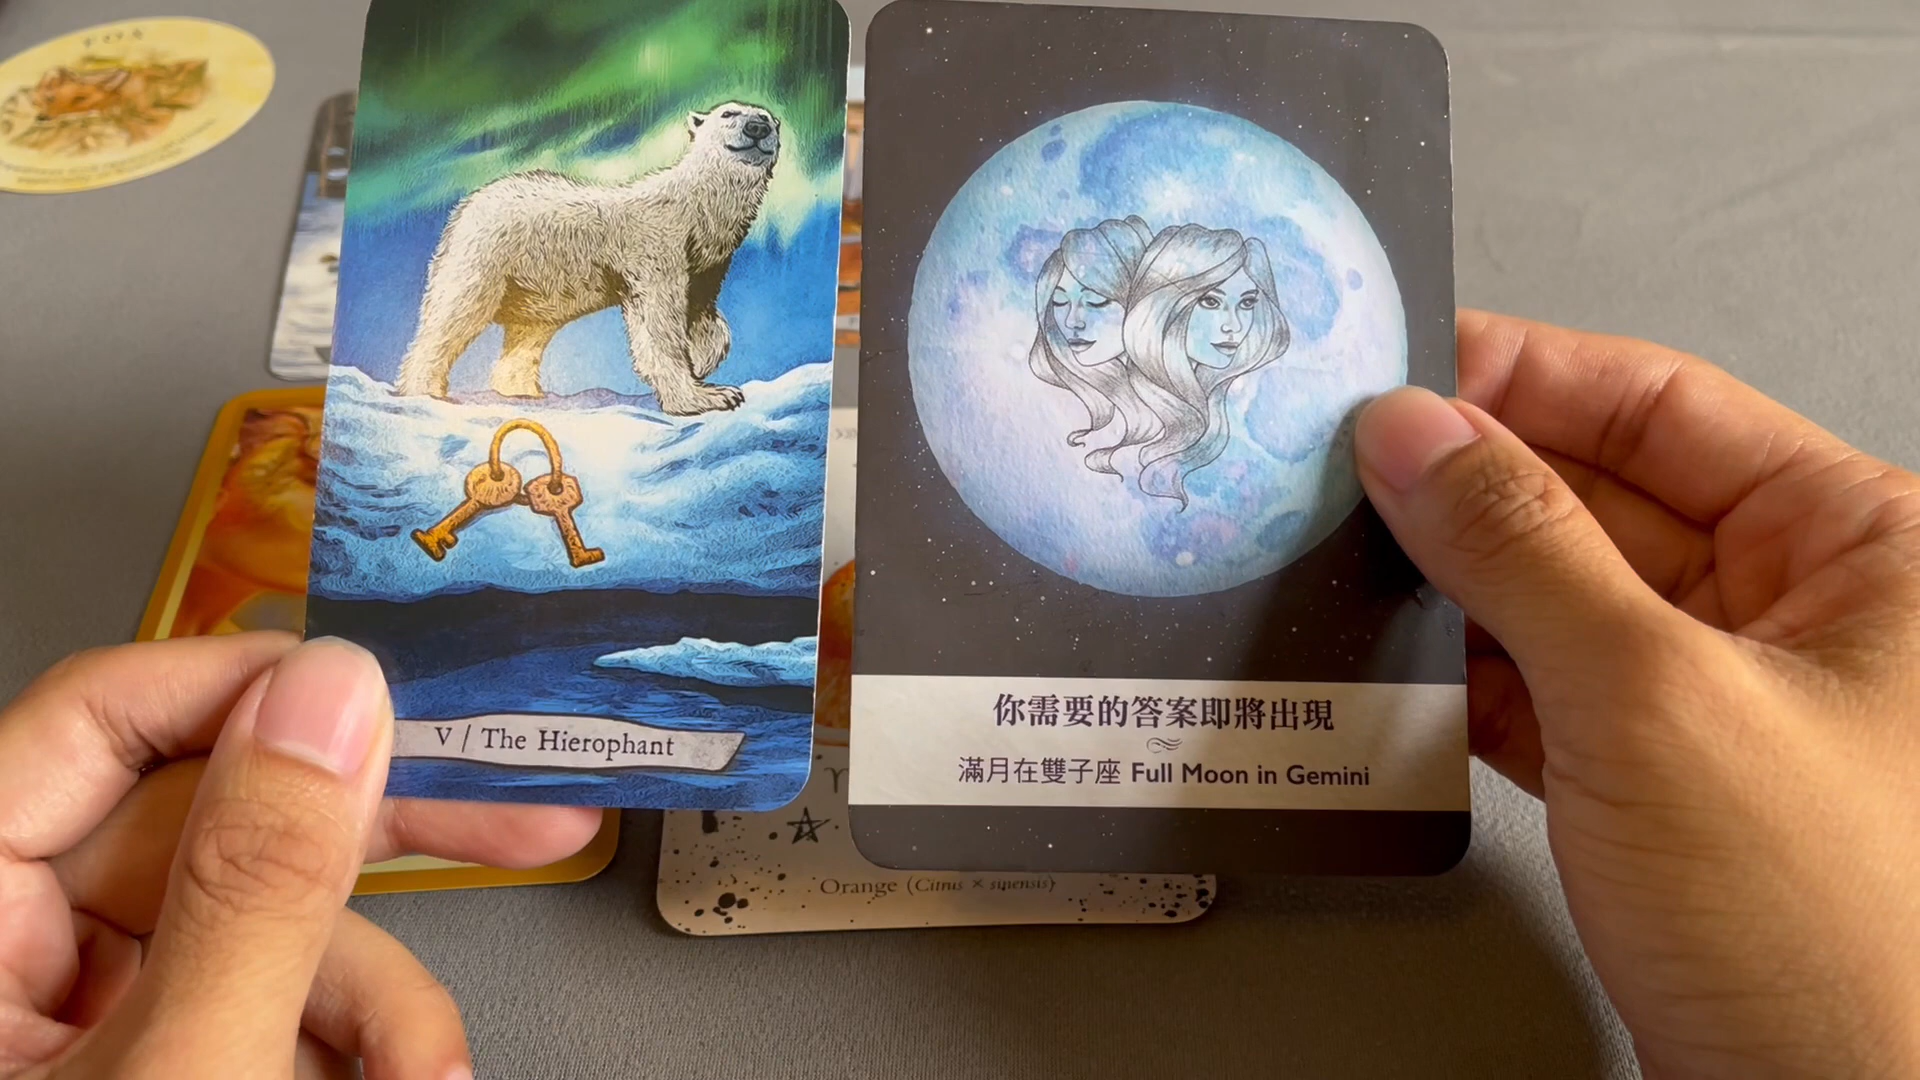 V / The Hierophant
你需要的答案即將出現
滿月在雙子座 Full Moon in Gemini
Orange (Citrus × sinensis)